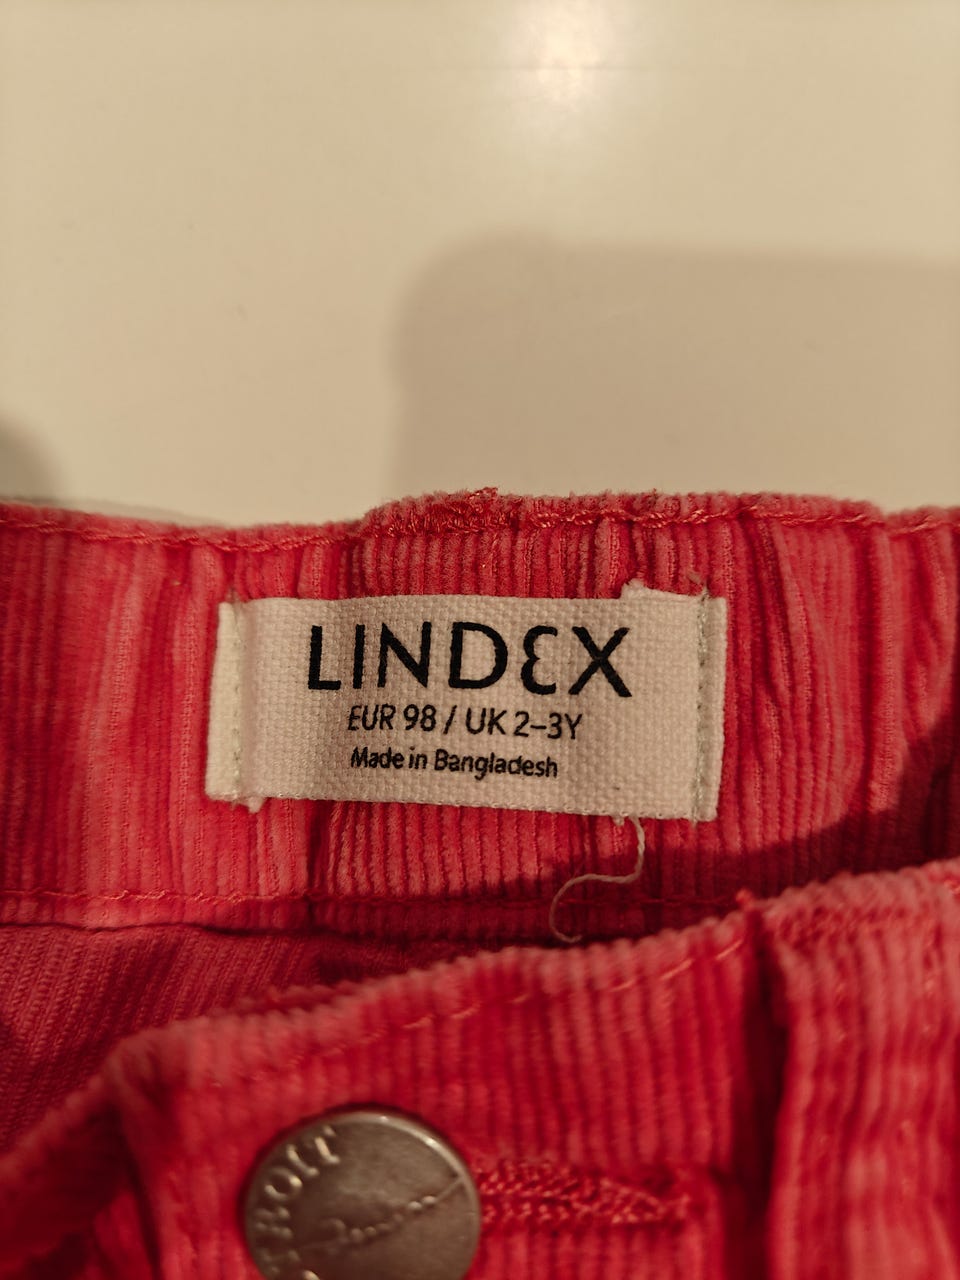 LINDEX
EUR 98 / UK 2-3Y
Made in Bangladesh